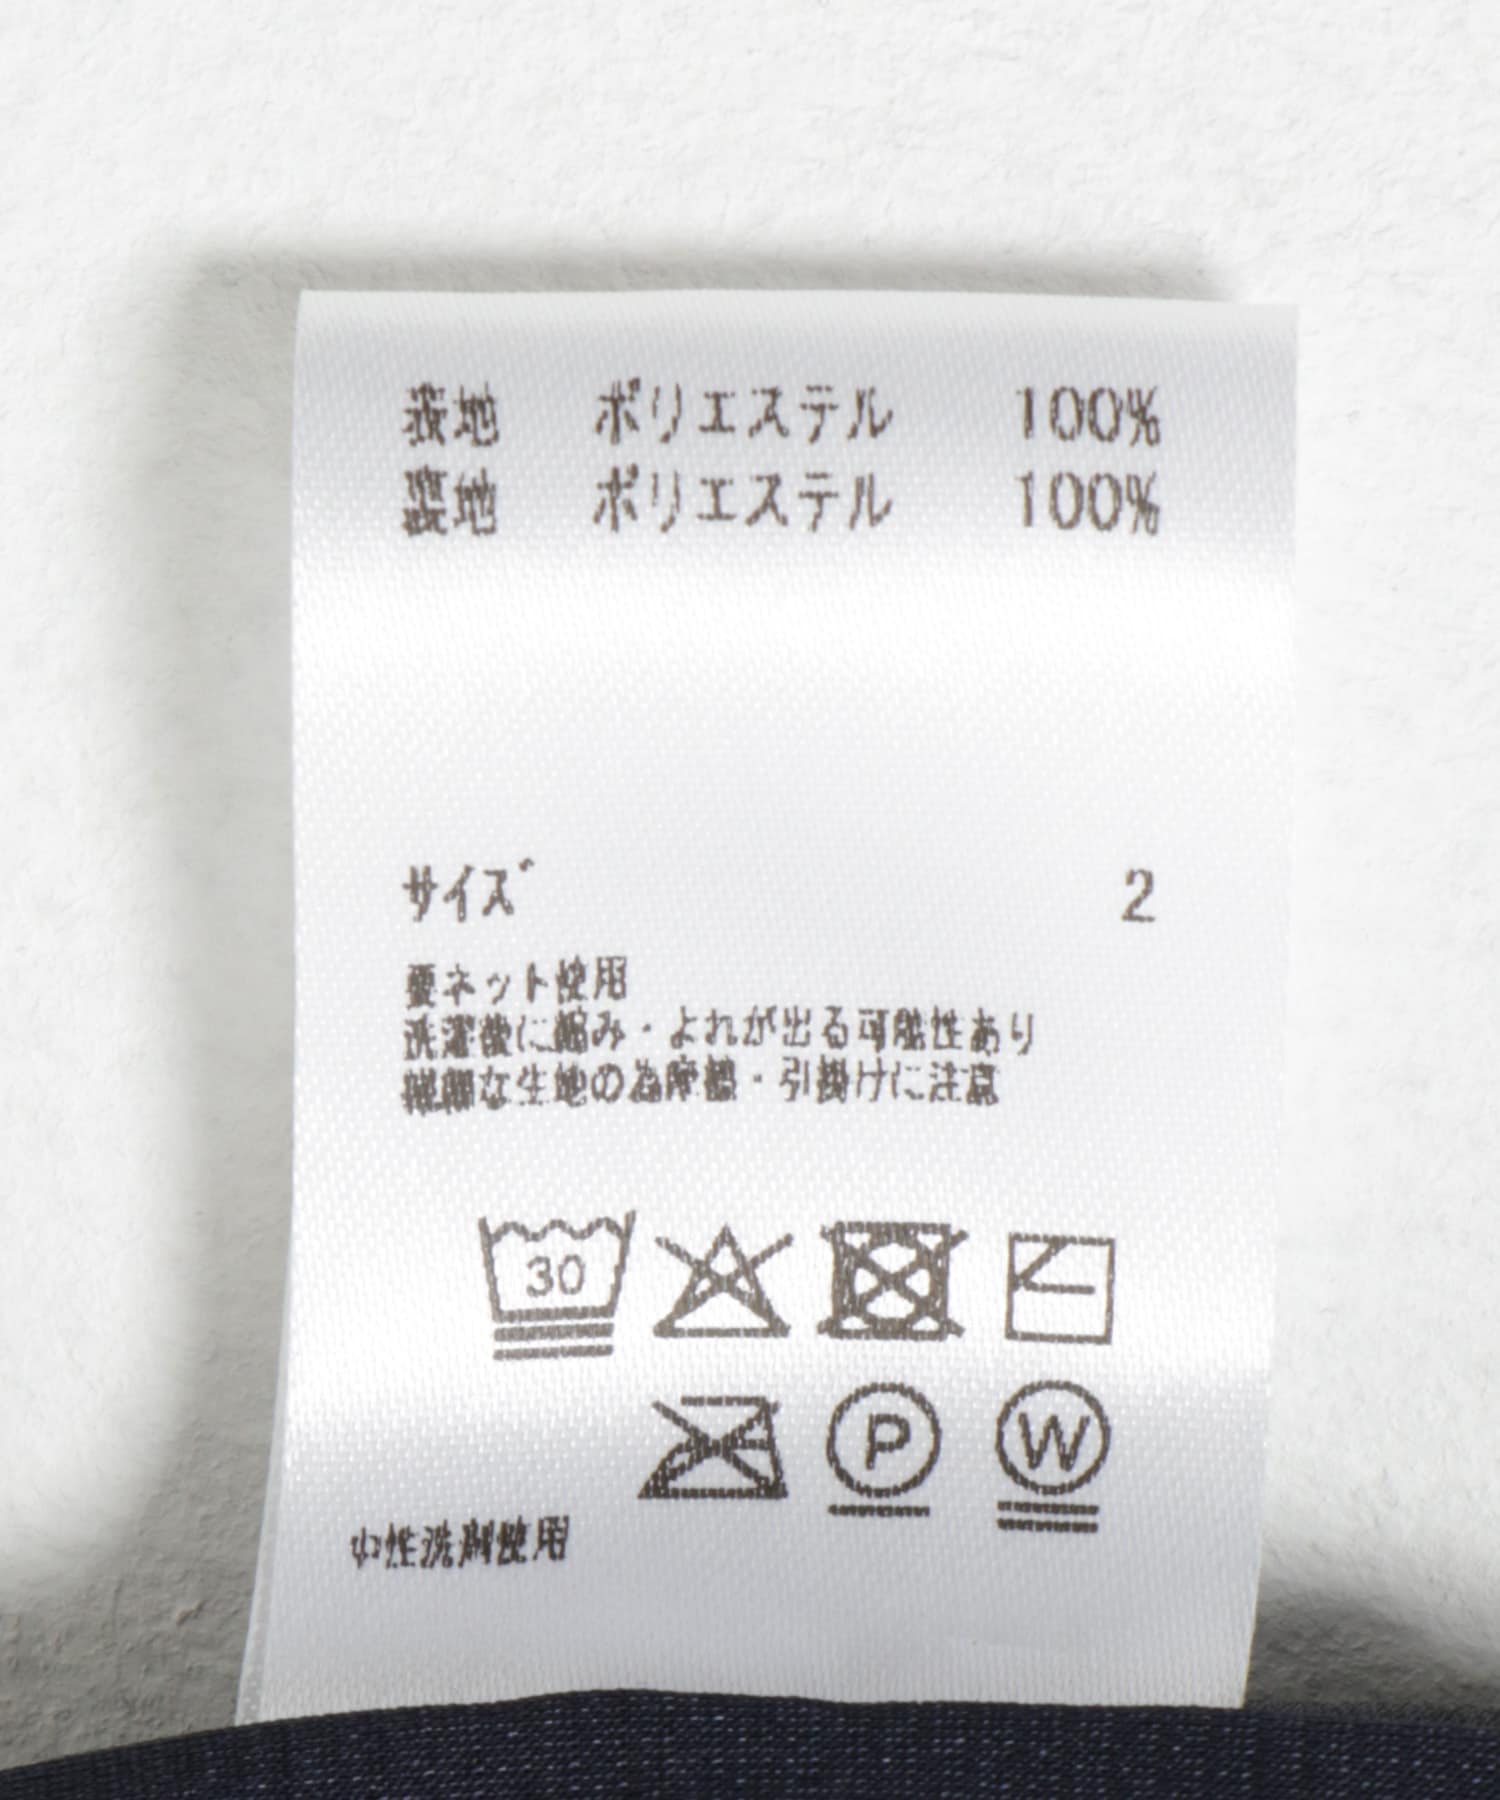 表地 ポリエステル 100%
裏地 ポリエステル 100%
サイズ 2
要ネット使用
洗濯後に縮み・よれが出る可能性あり
繊細な生地の為摩擦・引掛けに注意
30
P W
中性洗剤使用